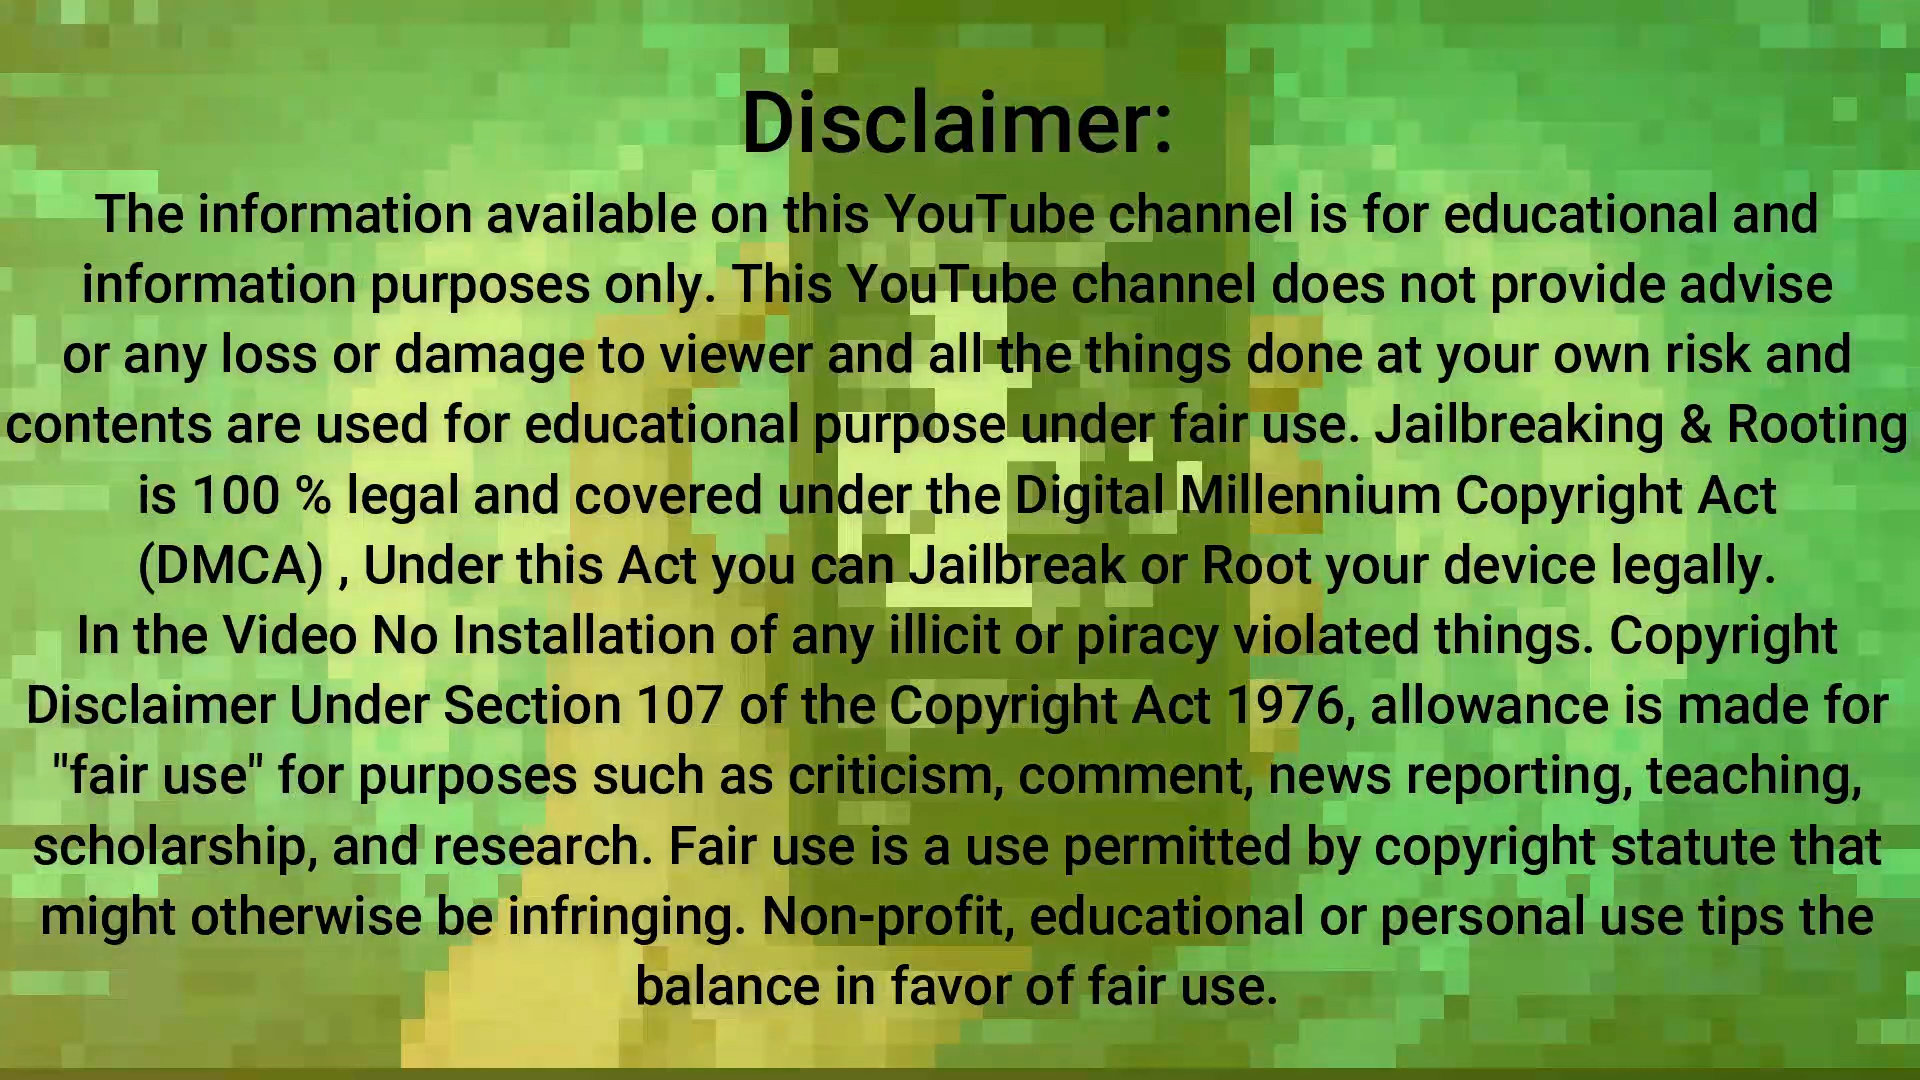 Disclaimer:
The information available on this YouTube channel is for educational and
information purposes only. This YouTube channel does not provide advise
or any loss or damage to viewer and all the things done at your own risk and
contents are used for educational purpose under fair use. Jailbreaking & Rooting
is 100 % legal and covered under the Digital Millennium Copyright Act
(DMCA) , Under this Act you can Jailbreak or Root your device legally.
In the Video No Installation of any illicit or piracy violated things. Copyright
Disclaimer Under Section 107 of the Copyright Act 1976, allowance is made for
"fair use" for purposes such as criticism, comment, news reporting, teaching,
scholarship, and research. Fair use is a use permitted by copyright statute that
might otherwise be infringing. Non-profit, educational or personal use tips the
balance in favor of fair use.